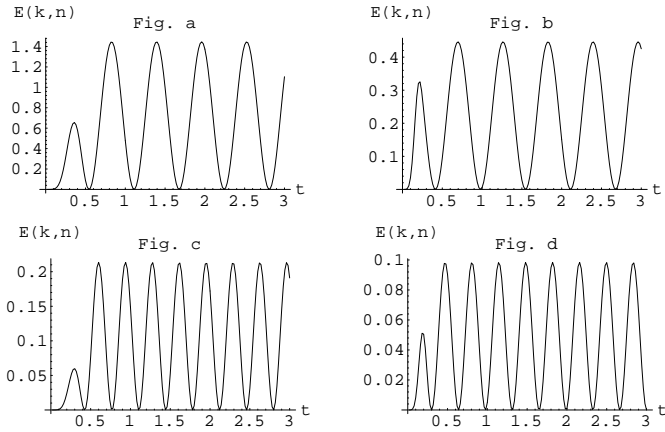 E(k,n)
Fig. a
1.4
1.2
1
0.8
0.6
0.4
0.2
0.5 1 1.5 2 2.5 3 t
E(k,n)
Fig. b
0.4
0.3
0.2
0.1
0.5 1 1.5 2 2.5 3 t
E(k,n)
Fig. c
0.2
0.15
0.1
0.05
0.5 1 1.5 2 2.5 3 t
E(k,n)
Fig. d
0.1
0.08
0.06
0.04
0.02
0.5 1 1.5 2 2.5 3 t